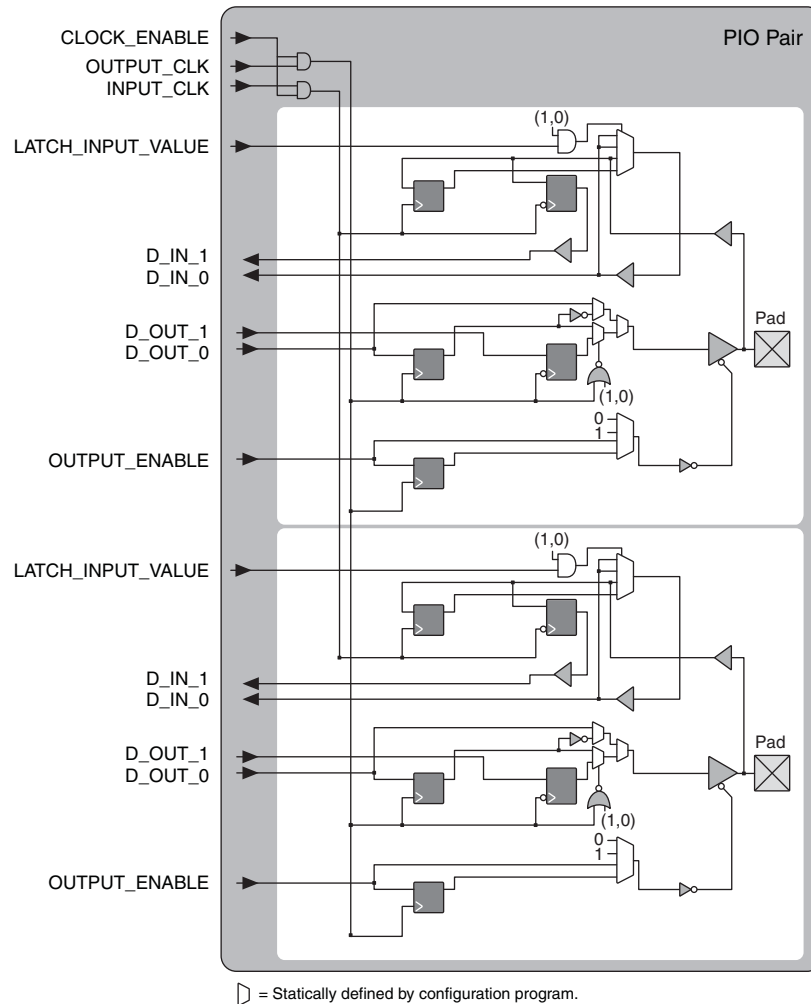 CLOCK_ENABLE
PIO Pair
OUTPUT_CLK
INPUT_CLK
(1,0)
LATCH_INPUT_VALUE
D_IN_1
D_IN_0
D_OUT_1
D_OUT_0
Pad
(1,0)
0
1
OUTPUT_ENABLE
(1,0)
LATCH_INPUT_VALUE
D_IN_1
D_IN_0
D_OUT_1
D_OUT_0
Pad
(1,0)
0
1
OUTPUT_ENABLE
= Statically defined by configuration program.